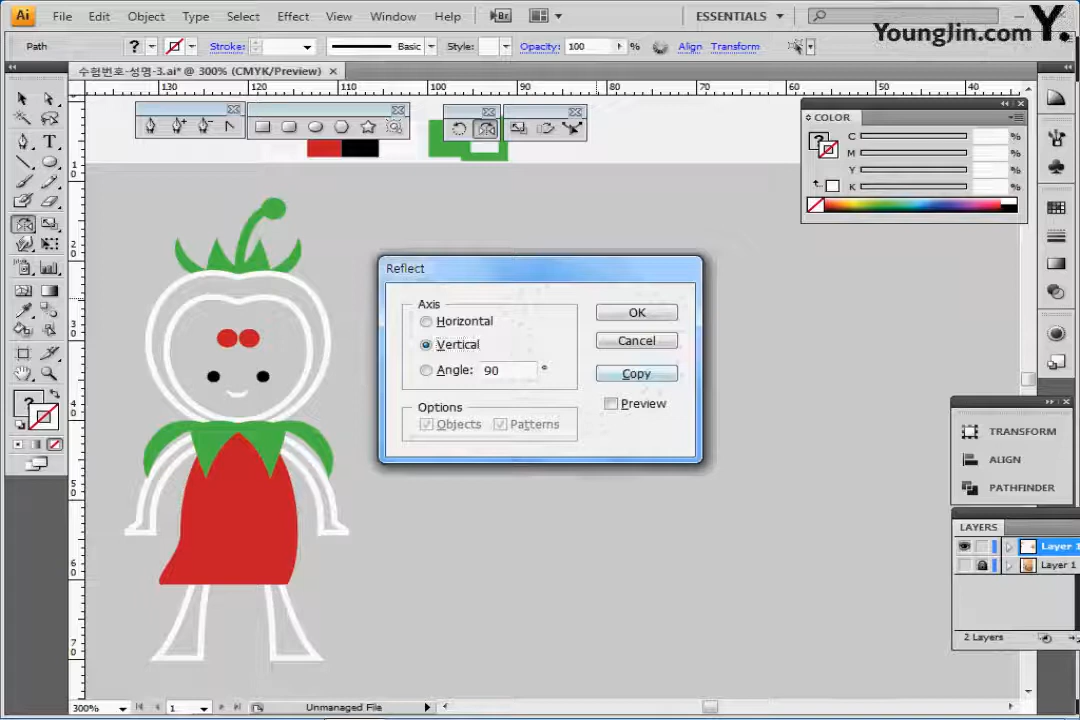 Ai File Edit Object Type Select Effect View Window Help Br ESSENTIALS
YoungJin.com Y.
Path ? Stroke: Basic Style: Opacity: 100 % Align Transform
수험번호-성명-3.ai* @ 300% (CMYK/Preview) ×
130 120 110 100 90 80 70 60 50 40
COLOR
C %
M %
Y %
K %
Reflect
Axis
Horizontal
Vertical
Angle: 90 °
OK
Cancel
Copy
Preview
Options
Objects Patterns
TRANSFORM
ALIGN
PATHFINDER
LAYERS
Layer
Layer 1
2 Layers
300% 1 Unmanaged File